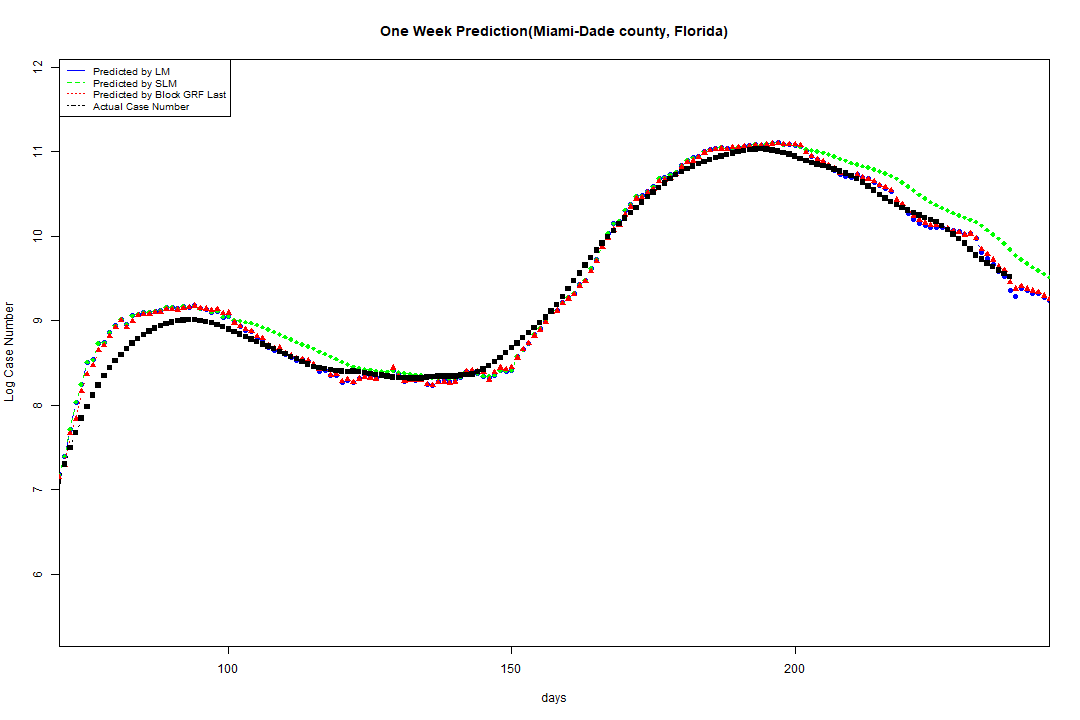 One Week Prediction(Miami-Dade county, Florida)
Predicted by LM
Predicted by SLM
Predicted by Block GRF Last
Actual Case Number
12
11
10
9
8
7
6
Log Case Number
100 150 200
days